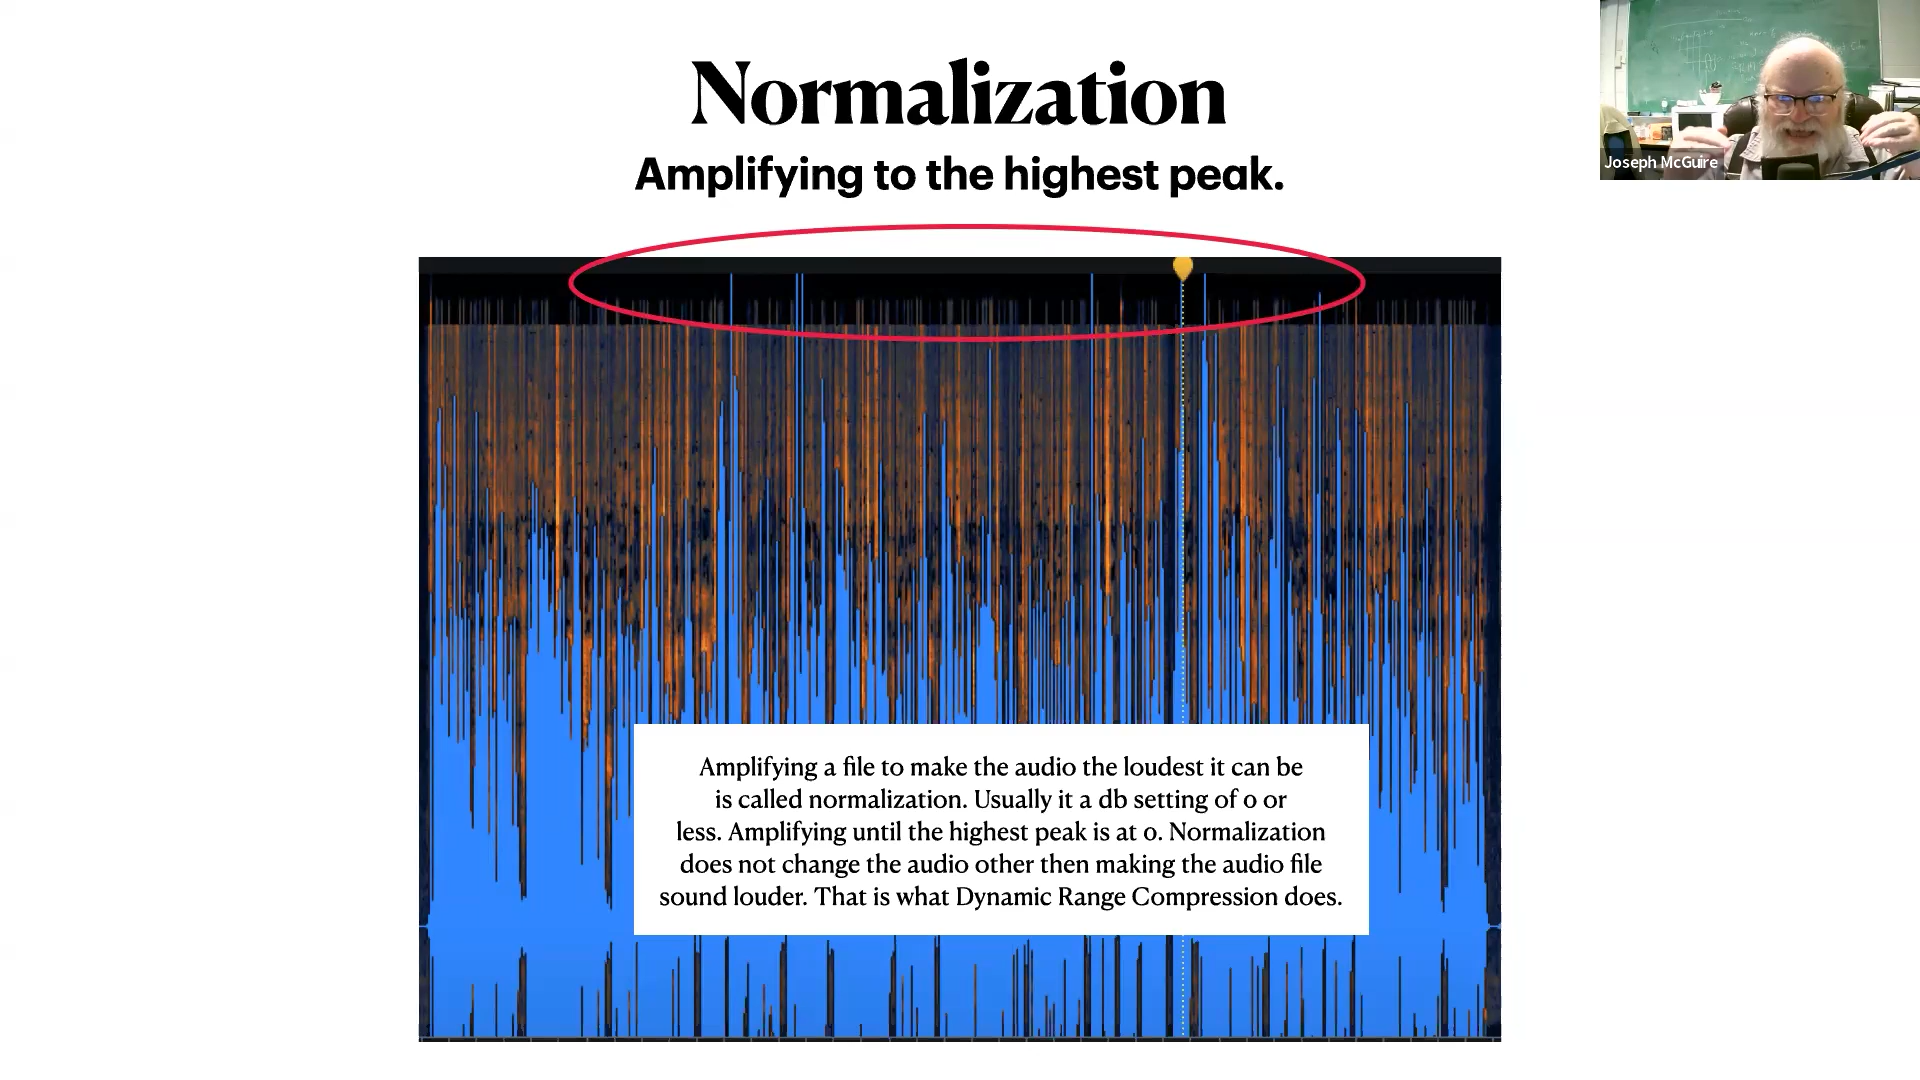 Normalization
Amplifying to the highest peak.
Joseph McGuire
Amplifying a file to make the audio the loudest it can be
is called normalization. Usually it a db setting of 0 or
less. Amplifying until the highest peak is at 0. Normalization
does not change the audio other then making the audio file
sound louder. That is what Dynamic Range Compression does.